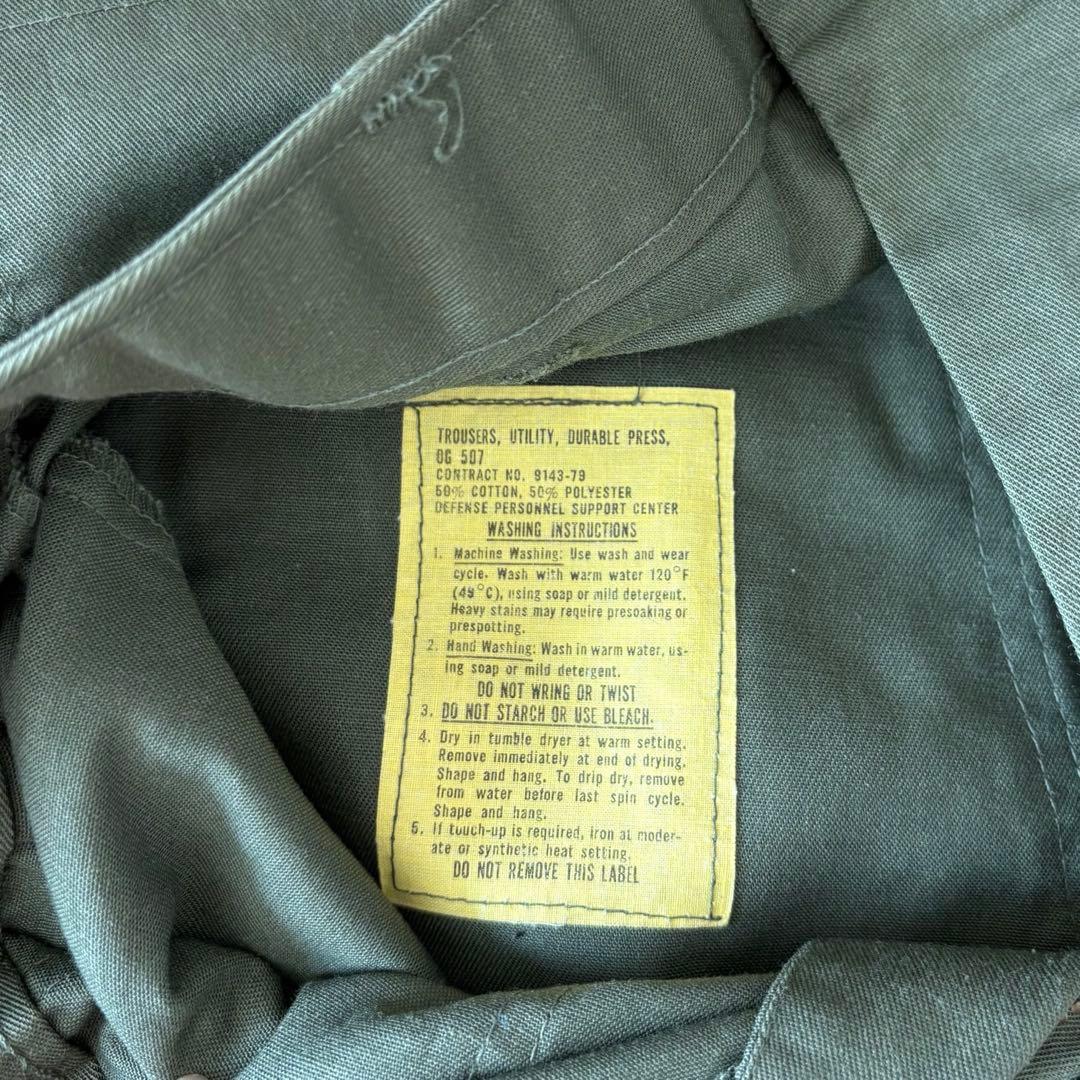 TROUSERS, UTILITY, DURABLE PRESS,
OG 507
CONTRACT NO. 9143-79
50% COTTON, 50% POLYESTER
DEFENSE PERSONNEL SUPPORT CENTER
WASHING INSTRUCTIONS
1. Machine Washing: Use wash and wear
cycle. Wash with warm water 120°F
(49°C), using soap or mild detergent.
Heavy stains may require presoaking or
prespotting.
2. Hand Washing: Wash in warm water, us-
ing soap or mild detergent.
DO NOT WRING OR TWIST
3. DO NOT STARCH OR USE BLEACH.
4. Dry in tumble dryer at warm setting.
Remove immediately at end of drying.
Shape and hang. To drip dry, remove
from water before last spin cycle.
Shape and hang.
5. If touch-up is required, iron at moder-
ate or synthetic heat setting.
DO NOT REMOVE THIS LABEL